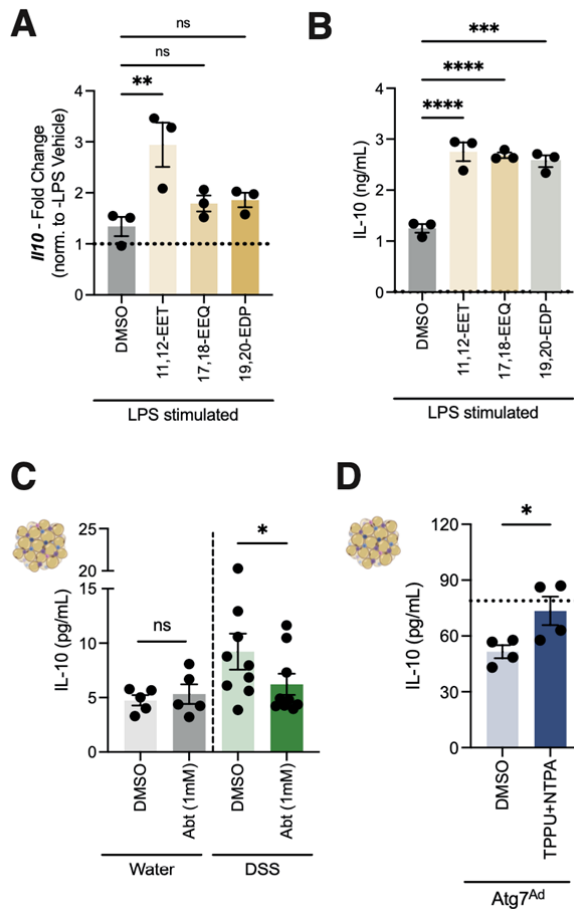 A
ns
ns
**
Il10 - Fold Change
(norm. to -LPS Vehicle)
4
3
2
1
0
DMSO
11,12-EET
17,18-EEQ
19,20-EDP
LPS stimulated
B
***
****
****
IL-10 (ng/mL)
4
3
2
1
0
DMSO
11,12-EET
17,18-EEQ
19,20-EDP
LPS stimulated
C
IL-10 (pg/mL)
25
20
15
10
5
0
ns
*
DMSO
Abt (1mM)
DMSO
Abt (1mM)
Water
DSS
D
*
IL-10 (pg/mL)
120
90
60
30
0
DMSO
TPPU+NTPA
Atg7Ad